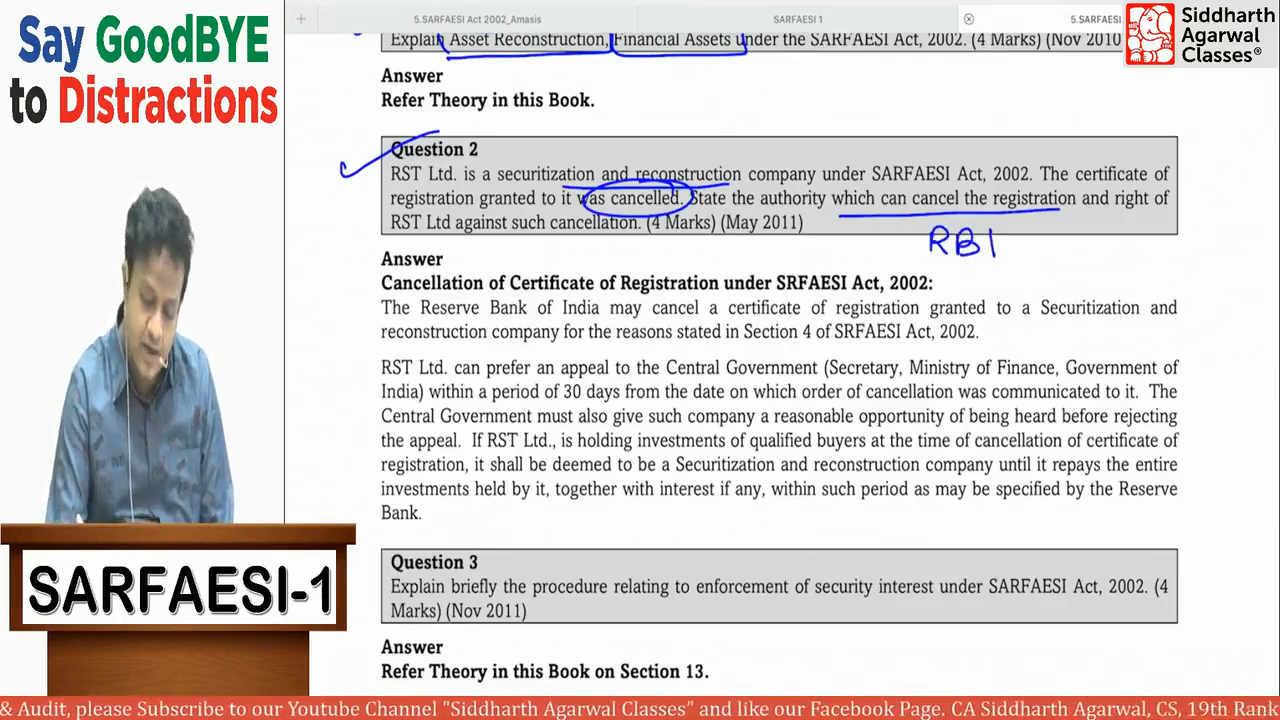 Say GoodBYE
to Distractions
5.SARFAESI Act 2002_Amasis
SARFAESI 1
5.SARFAESI
Siddharth
Agarwal
Classes®
Explain Asset Reconstruction, Financial Assets under the SARFAESI Act, 2002. (4 Marks) (Nov 2010
Answer
Refer Theory in this Book.
Question 2
RST Ltd. is a securitization and reconstruction company under SARFAESI Act, 2002. The certificate of
registration granted to it was cancelled. State the authority which can cancel the registration and right of
RST Ltd against such cancellation. (4 Marks) (May 2011)
RBI
Answer
Cancellation of Certificate of Registration under SRFAESI Act, 2002:
The Reserve Bank of India may cancel a certificate of registration granted to a Securitization and
reconstruction company for the reasons stated in Section 4 of SRFAESI Act, 2002.
RST Ltd. can prefer an appeal to the Central Government (Secretary, Ministry of Finance, Government of
India) within a period of 30 days from the date on which order of cancellation was communicated to it. The
Central Government must also give such company a reasonable opportunity of being heard before rejecting
the appeal. If RST Ltd., is holding investments of qualified buyers at the time of cancellation of certificate of
registration, it shall be deemed to be a Securitization and reconstruction company until it repays the entire
investments held by it, together with interest if any, within such period as may be specified by the Reserve
Bank.
Question 3
Explain briefly the procedure relating to enforcement of security interest under SARFAESI Act, 2002. (4
Marks) (Nov 2011)
Answer
Refer Theory in this Book on Section 13.
SARFAESI-1
& Audit, please Subscribe to our Youtube Channel "Siddharth Agarwal Classes" and like our Facebook Page. CA Siddharth Agarwal, CS, 19th Rank